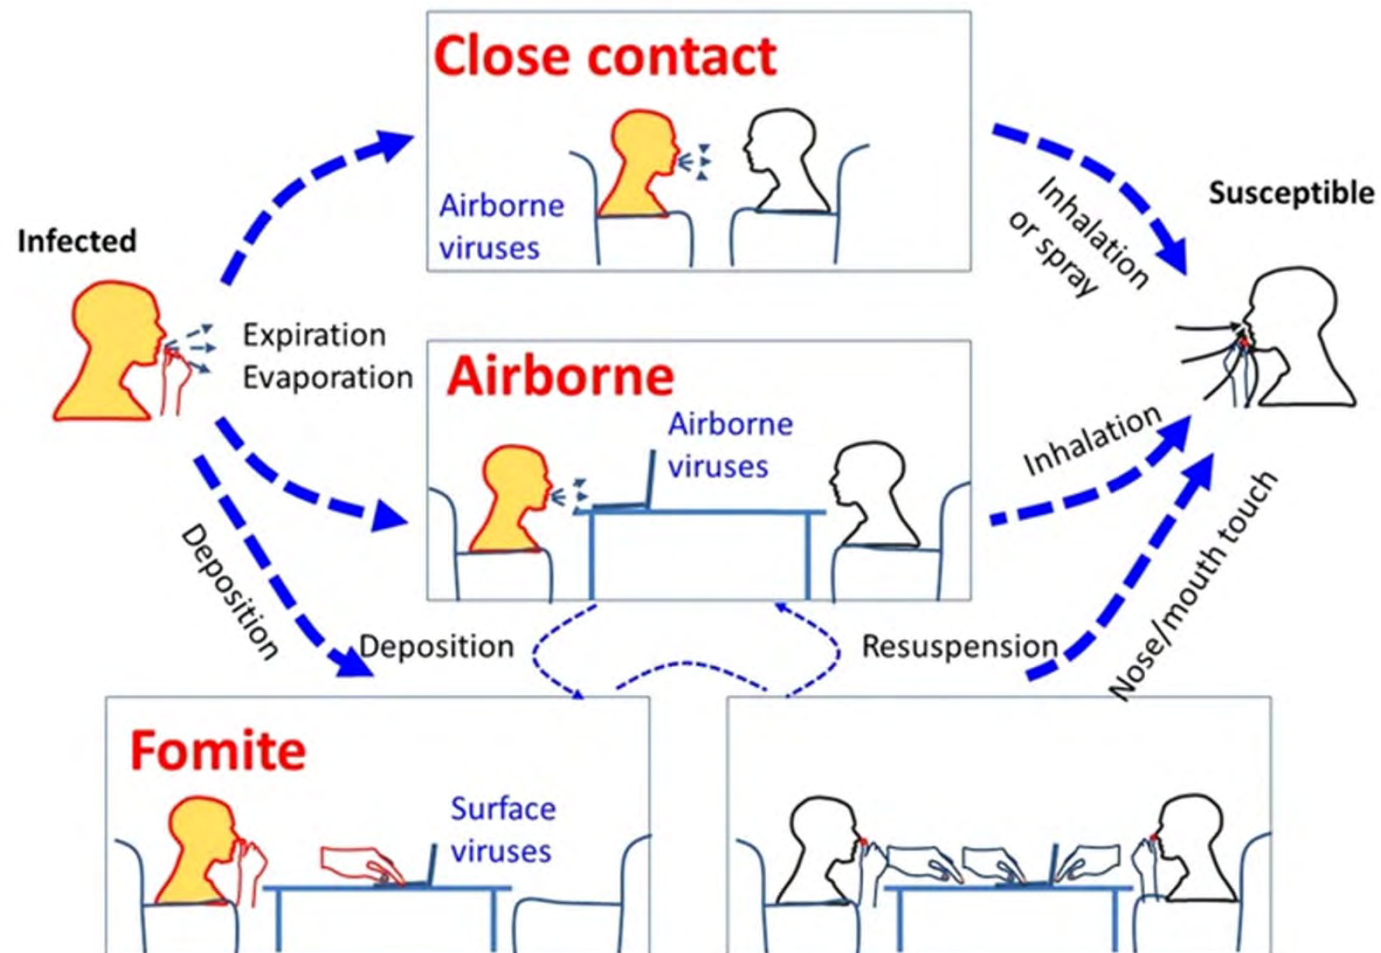 Close contact
Airborne
viruses
Infected
Susceptible
Inhalation
or spray
Expiration
Evaporation
Airborne
Airborne
viruses
Inhalation
Deposition
Deposition
Resuspension
Nose/mouth touch
Fomite
Surface
viruses